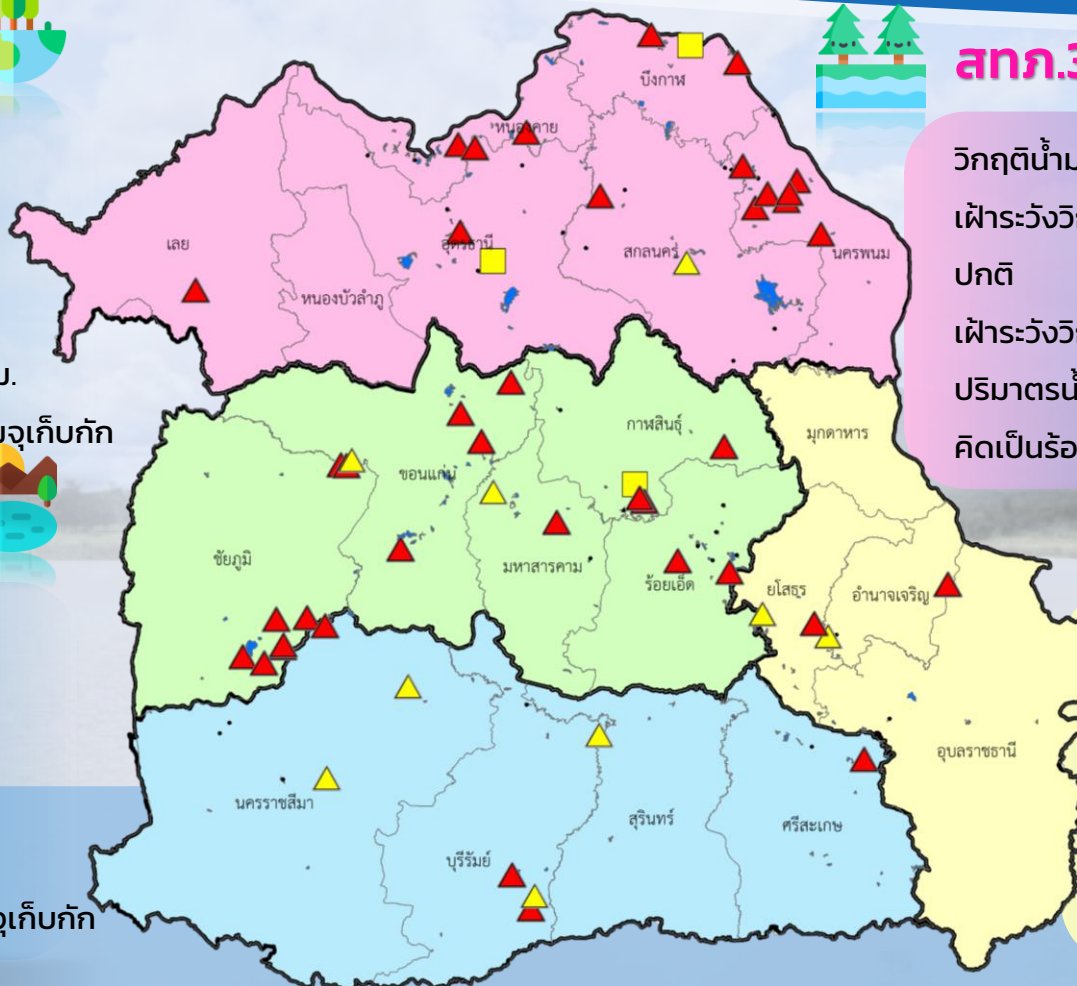 สทภ.3
วิกฤติน้ำม
เฝ้าระวังวิก
ปกติ
เฝ้าระวังวิก
ปริมาตรน้ำ
คิดเป็นร้อ
ม.
จุเก็บกัก
จุเก็บกัก
บึงกาฬ
หนองคาย
เลย
อุดรธานี
สกลนคร
นครพนม
หนองบัวลำภู
กาฬสินธุ์
มุกดาหาร
ขอนแก่น
ชัยภูมิ
มหาสารคาม
ร้อยเอ็ด
ยโสธร
อำนาจเจริญ
อุบลราชธานี
นครราชสีมา
สุรินทร์
ศรีสะเกษ
บุรีรัมย์